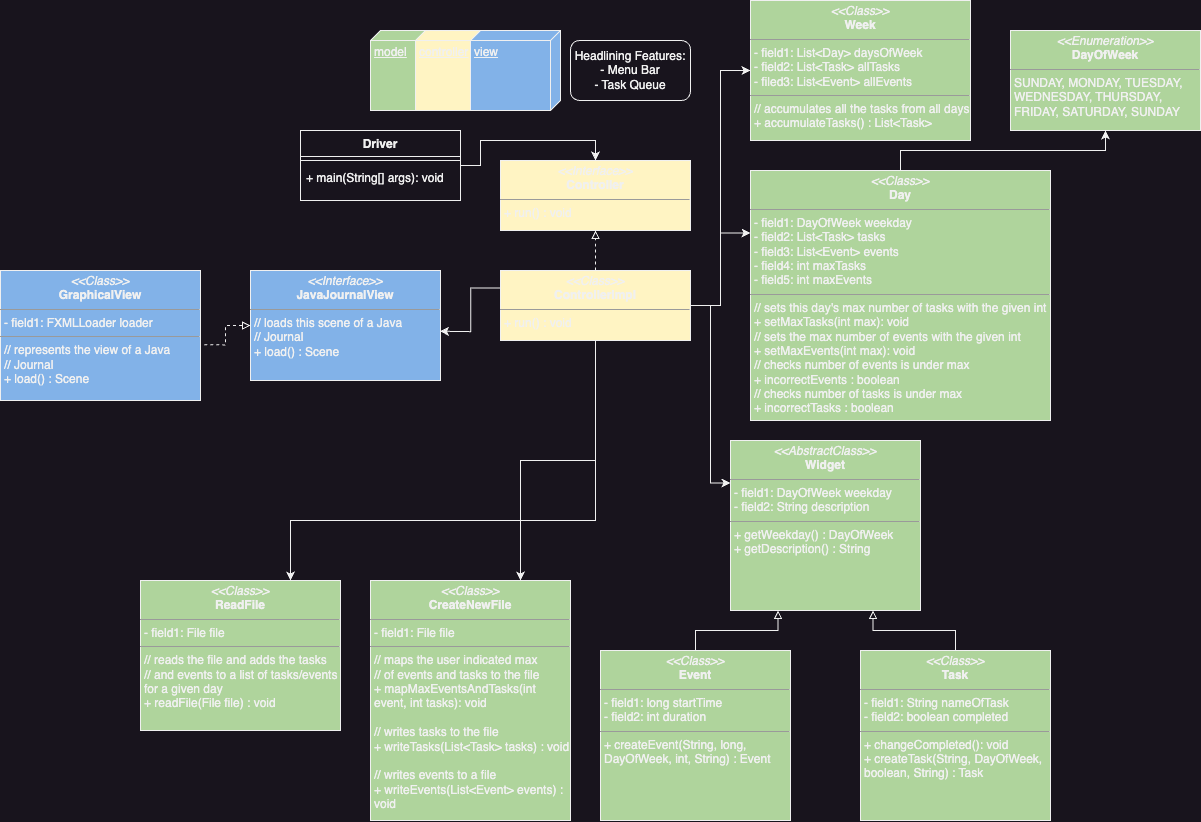 model
view
Headlining Features:
- Menu Bar
- Task Queue
<<Class>>
Week
- field1: List<Day> daysOfWeek
- field2: List<Task> allTasks
- filed3: List<Event> allEvents
// accumulates all the tasks from all days
+ accumulateTasks() : List<Task>
<<Enumeration>>
DayOfWeek
SUNDAY, MONDAY, TUESDAY,
WEDNESDAY, THURSDAY,
FRIDAY, SATURDAY, SUNDAY
Driver
+ main(String[] args): void
<<Class>>
Day
- field1: DayOfWeek weekday
- field2: List<Task> tasks
- field3: List<Event> events
- field4: int maxTasks
- field5: int maxEvents
// sets this day's max number of tasks with the given int
+ setMaxTasks(int max): void
// sets the max number of events with the given int
+ setMaxEvents(int max): void
// checks number of events is under max
+ incorrectEvents : boolean
// checks number of tasks is under max
+ incorrectTasks : boolean
<<Class>>
GraphicalView
- field1: FXMLLoader loader
// represents the view of a Java
// Journal
+ load() : Scene
<<Interface>>
JavaJournalView
// loads this scene of a Java
// Journal
+ load() : Scene
<<AbstractClass>>
Widget
- field1: DayOfWeek weekday
- field2: String description
+ getWeekday() : DayOfWeek
+ getDescription() : String
<<Class>>
ReadFile
- field1: File file
// reads the file and adds the tasks
// and events to a list of tasks/events
for a given day
+ readFile(File file) : void
<<Class>>
CreateNewFile
- field1: File file
// maps the user indicated max
// of events and tasks to the file
+ mapMaxEventsAndTasks(int
event, int tasks): void
// writes tasks to the file
+ writeTasks(List<Task> tasks) : void
// writes events to a file
+ writeEvents(List<Event> events) :
void
<<Class>>
Event
- field1: long startTime
- field2: int duration
+ createEvent(String, long,
DayOfWeek, int, String) : Event
<<Class>>
Task
- field1: String nameOfTask
- field2: boolean completed
+ changeCompleted(): void
+ createTask(String, DayOfWeek,
boolean, String) : Task